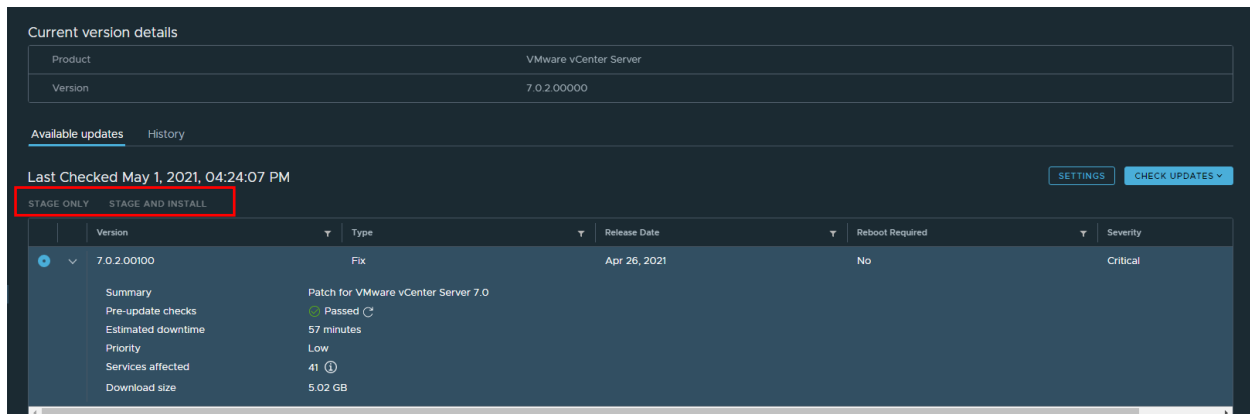 Current version details
Product VMware vCenter Server
Version 7.0.2.00000
Available updates History
Last Checked May 1, 2021, 04:24:07 PM
SETTINGS CHECK UPDATES
STAGE ONLY STAGE AND INSTALL
Version Type Release Date Reboot Required Severity
7.0.2.00100 Fix Apr 26, 2021 No Critical
Summary Patch for VMware vCenter Server 7.0
Pre-update checks Passed
Estimated downtime 57 minutes
Priority Low
Services affected 41
Download size 5.02 GB